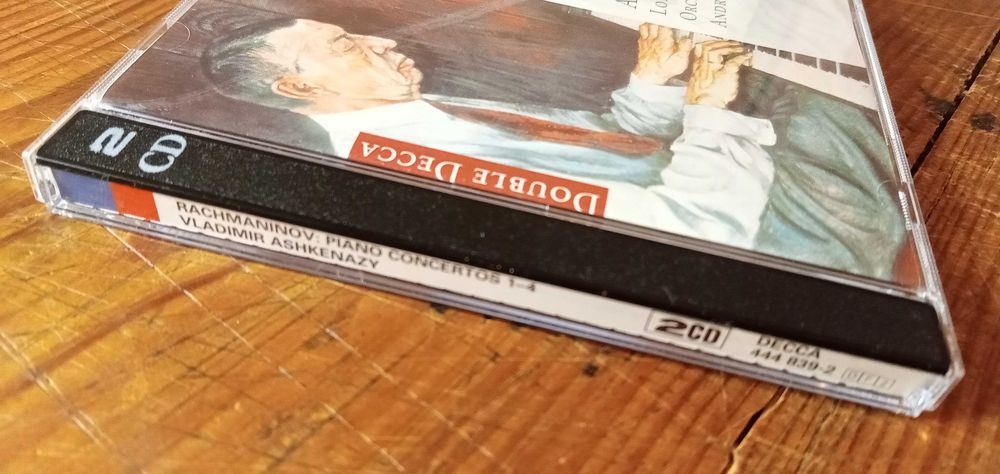 2
CD
DOUBLE DECCA
RACHMANINOV: PIANO CONCERTOS 1–4
VLADIMIR ASHKENAZY
2CD
DECCA
444 839-2